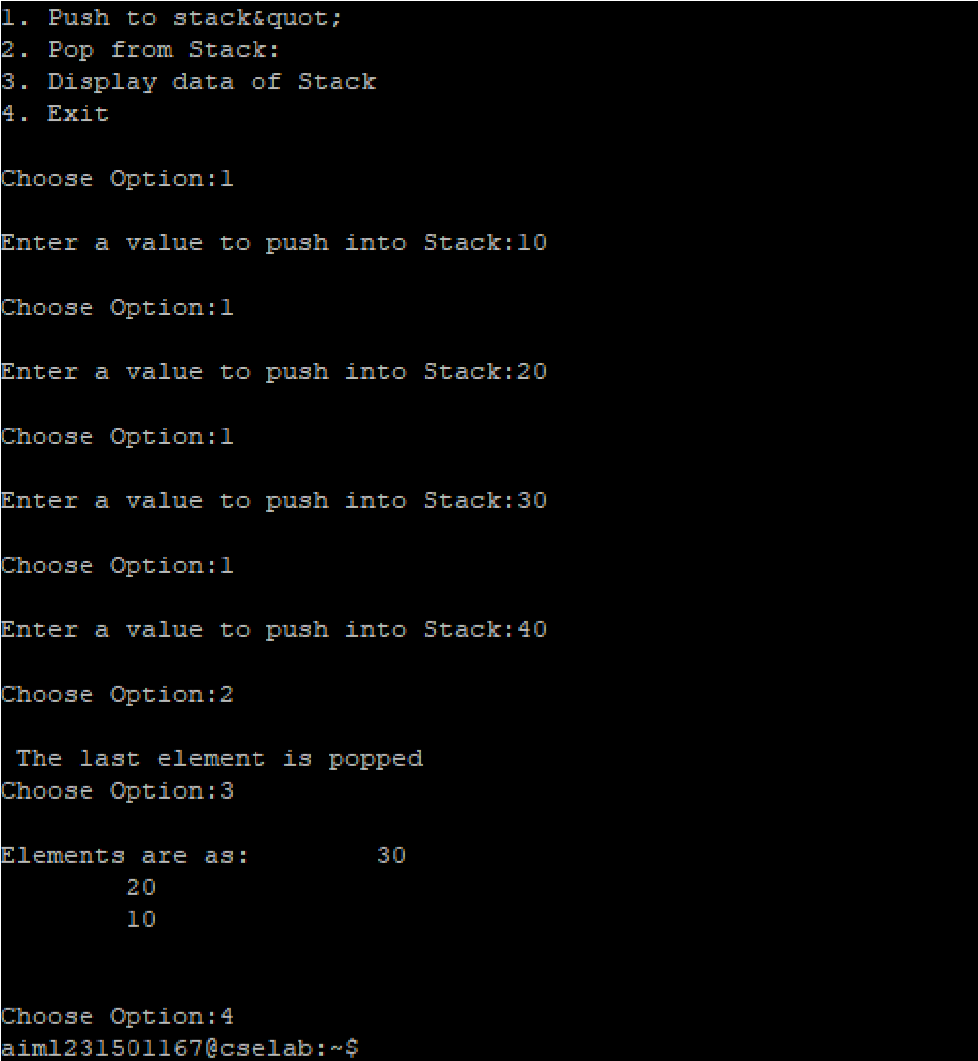 1. Push to stack&quot;
2. Pop from Stack:
3. Display data of Stack
4. Exit
Choose Option:1
Enter a value to push into Stack:10
Choose Option:1
Enter a value to push into Stack:20
Choose Option:1
Enter a value to push into Stack:30
Choose Option:1
Enter a value to push into Stack:40
Choose Option:2
The last element is popped
Choose Option:3
Elements are as:        30
20
10
Choose Option:4
aiml231501167@cselab:~$